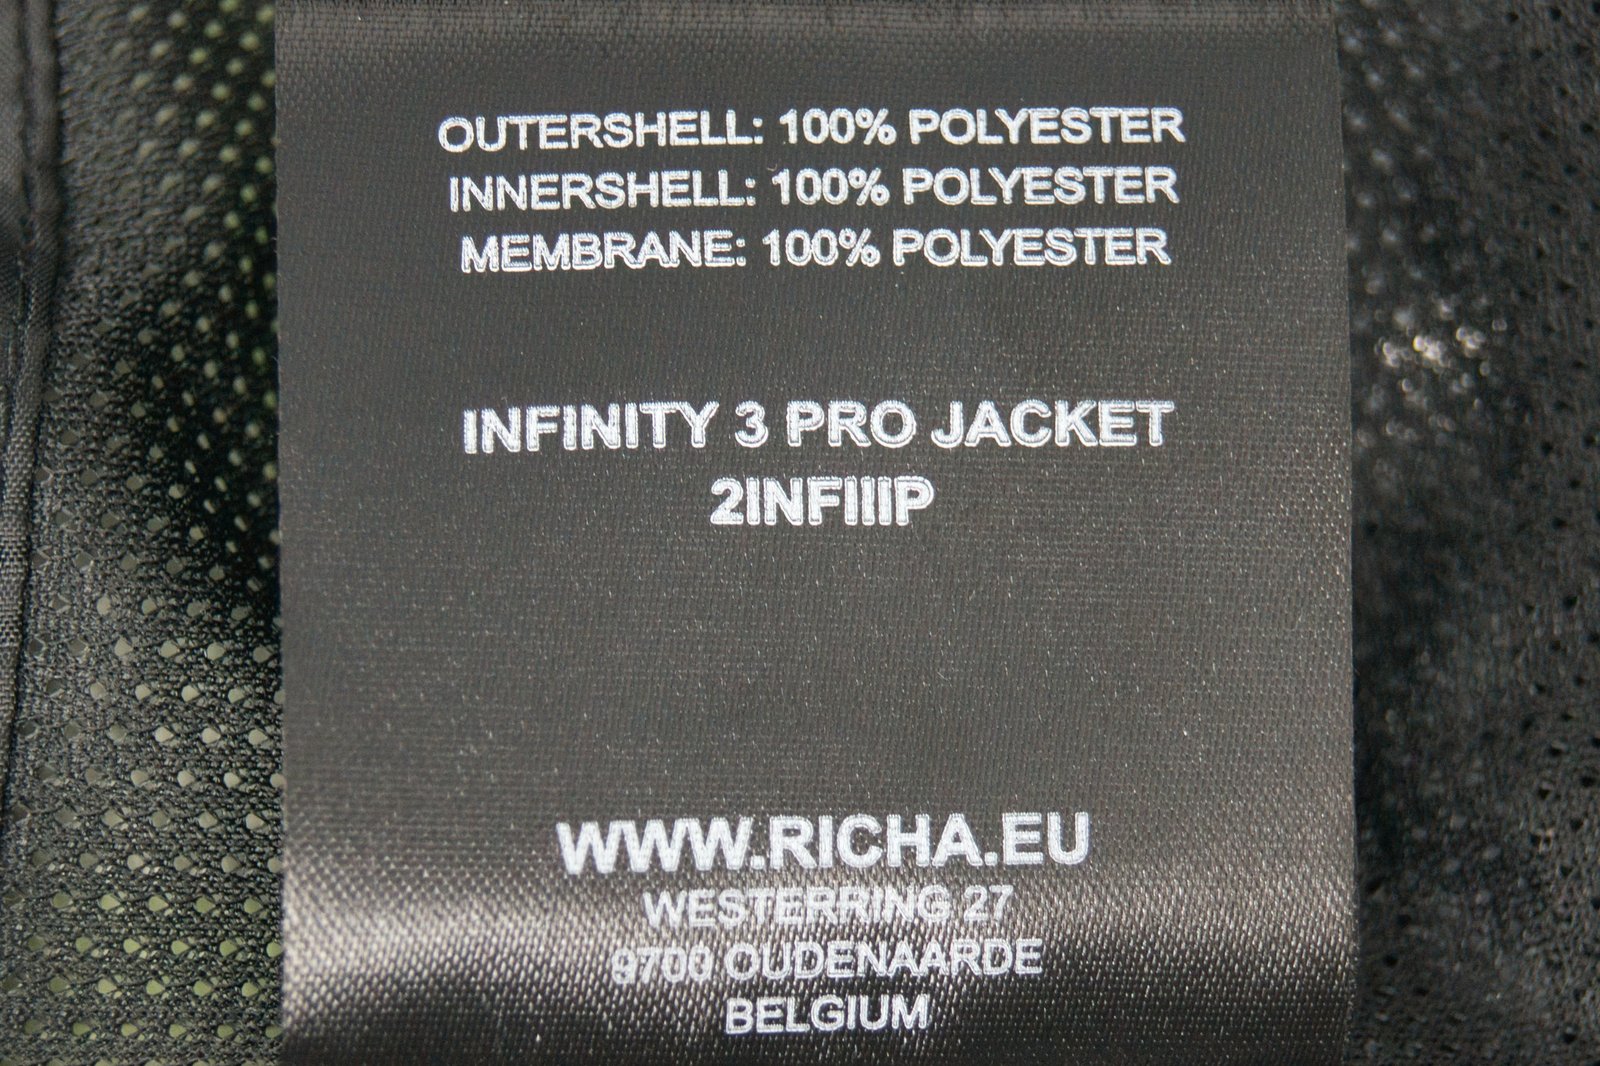 OUTERSHELL: 100% POLYESTER
INNERSHELL: 100% POLYESTER
MEMBRANE: 100% POLYESTER
INFINITY 3 PRO JACKET
2INFIIIP
WWW.RICHA.EU
WESTERRING 27
9700 OUDENAARDE
BELGIUM